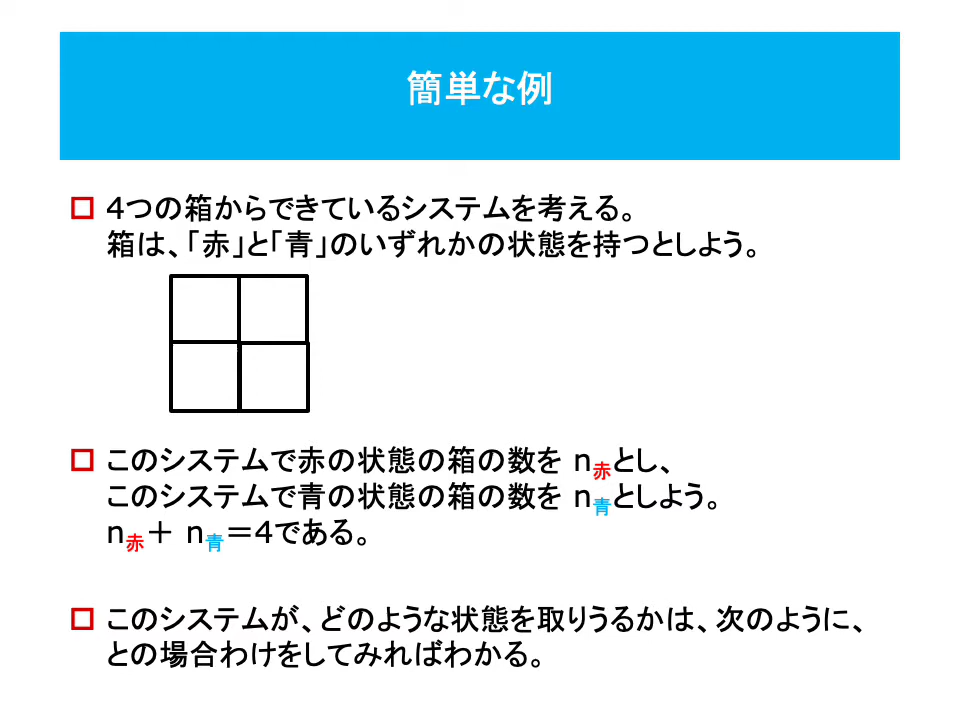 簡単な例
4つの箱からできているシステムを考える。
箱は、「赤」と「青」のいずれかの状態を持つとしよう。
このシステムで赤の状態の箱の数を n赤とし、
このシステムで青の状態の箱の数を n青としよう。
n赤＋ n青＝4である。
このシステムが、どのような状態を取りうるかは、次のように、
との場合わけをしてみればわかる。